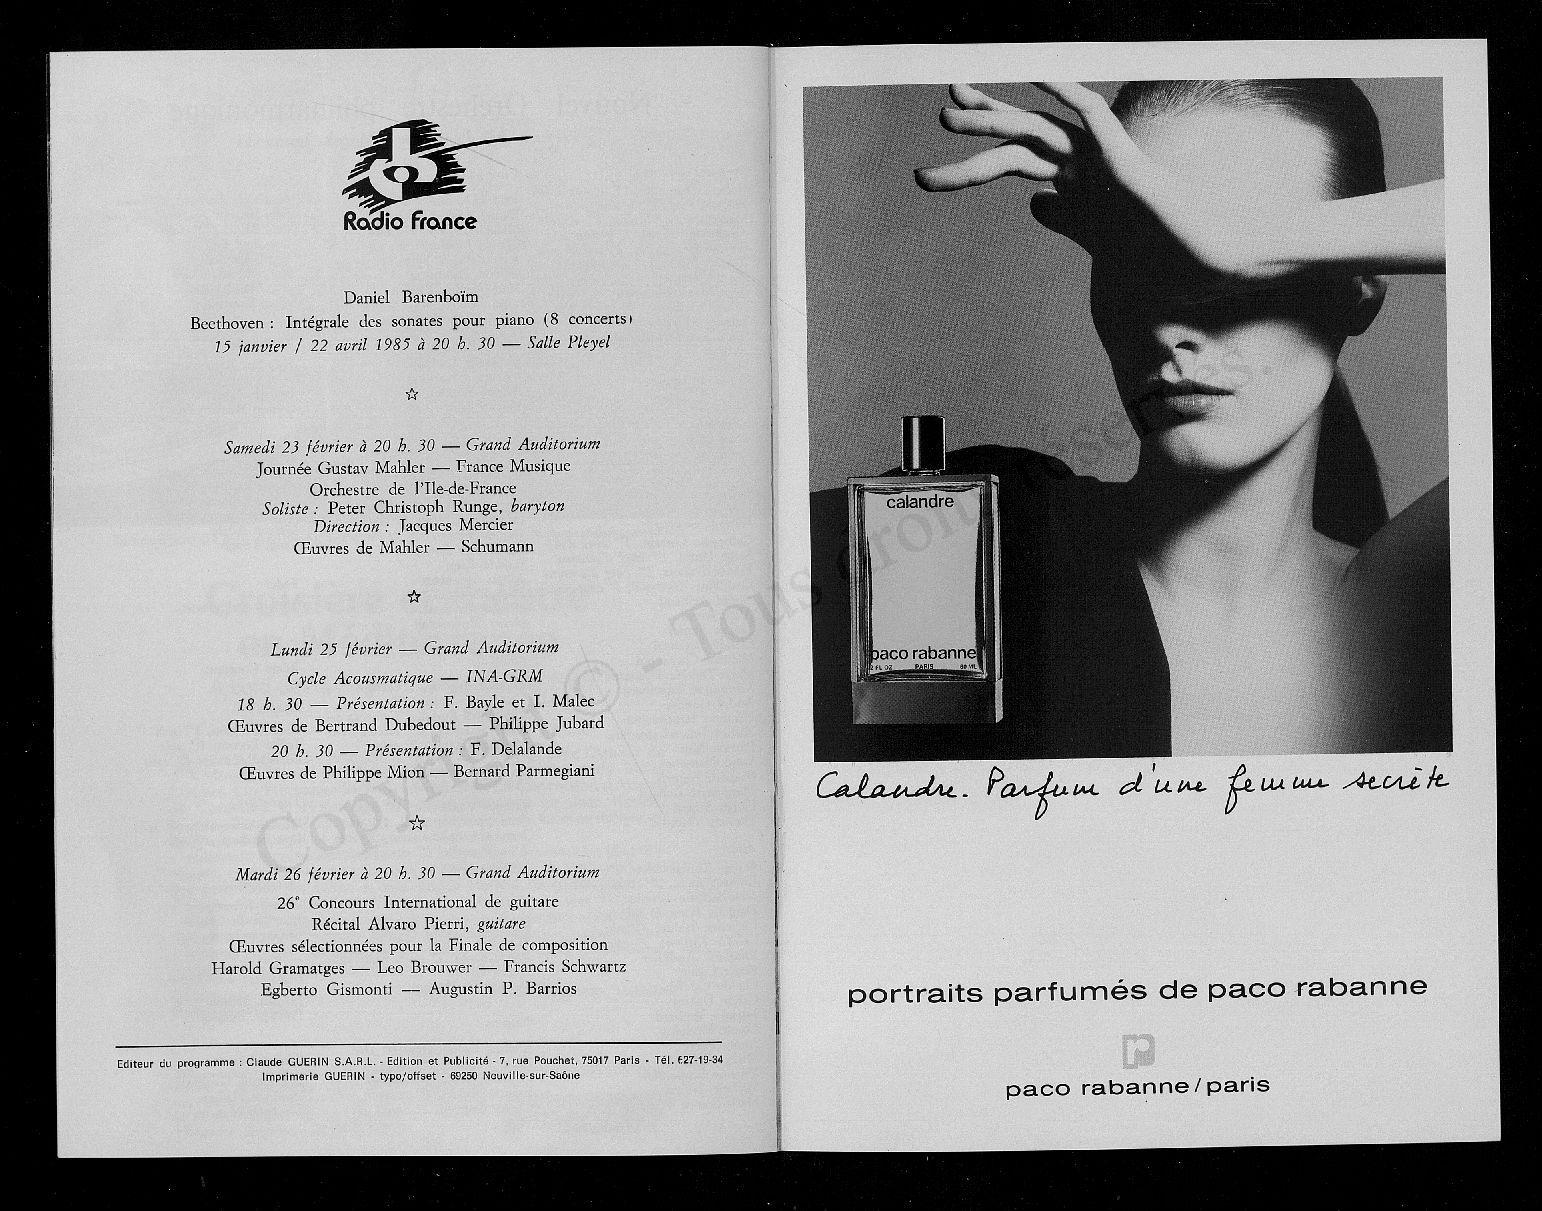 Radio France
Daniel Barenboïm
Beethoven : Intégrale des sonates pour piano (8 concerts)
15 janvier / 22 avril 1985 à 20 h. 30 — Salle Pleyel
☆
Samedi 23 février à 20 h. 30 — Grand Auditorium
Journée Gustav Mahler — France Musique
Orchestre de l'Ile-de-France
Soliste : Peter Christoph Runge, baryton
Direction : Jacques Mercier
Œuvres de Mahler — Schumann
☆
Lundi 25 février — Grand Auditorium
Cycle Acousmatique — INA-GRM
18 h. 30 — Présentation : F. Bayle et I. Malec
Œuvres de Bertrand Dubedout — Philippe Jubard
20 h. 30 — Présentation : F. Delalande
Œuvres de Philippe Mion — Bernard Parmegiani
☆
Mardi 26 février à 20 h. 30 — Grand Auditorium
26e Concours International de guitare
Récital Alvaro Pierri, guitare
Œuvres sélectionnées pour la Finale de composition
Harold Gramatges — Leo Brouwer — Francis Schwartz
Egberto Gismonti — Augustin P. Barrios
Editeur du programme : Claude GUERIN S.A.R.L. - Edition et Publicité - 7, rue Pouchet, 75017 Paris - Tél. 627-19-34
Imprimerie GUERIN - typo/offset - 69250 Neuville-sur-Saône
calandre
paco rabanne
2 FL OZ PARIS 60 ML
Calandre. Parfum d'une femme secrète
portraits parfumés de paco rabanne
paco rabanne / paris
Copyright © - Tous droits